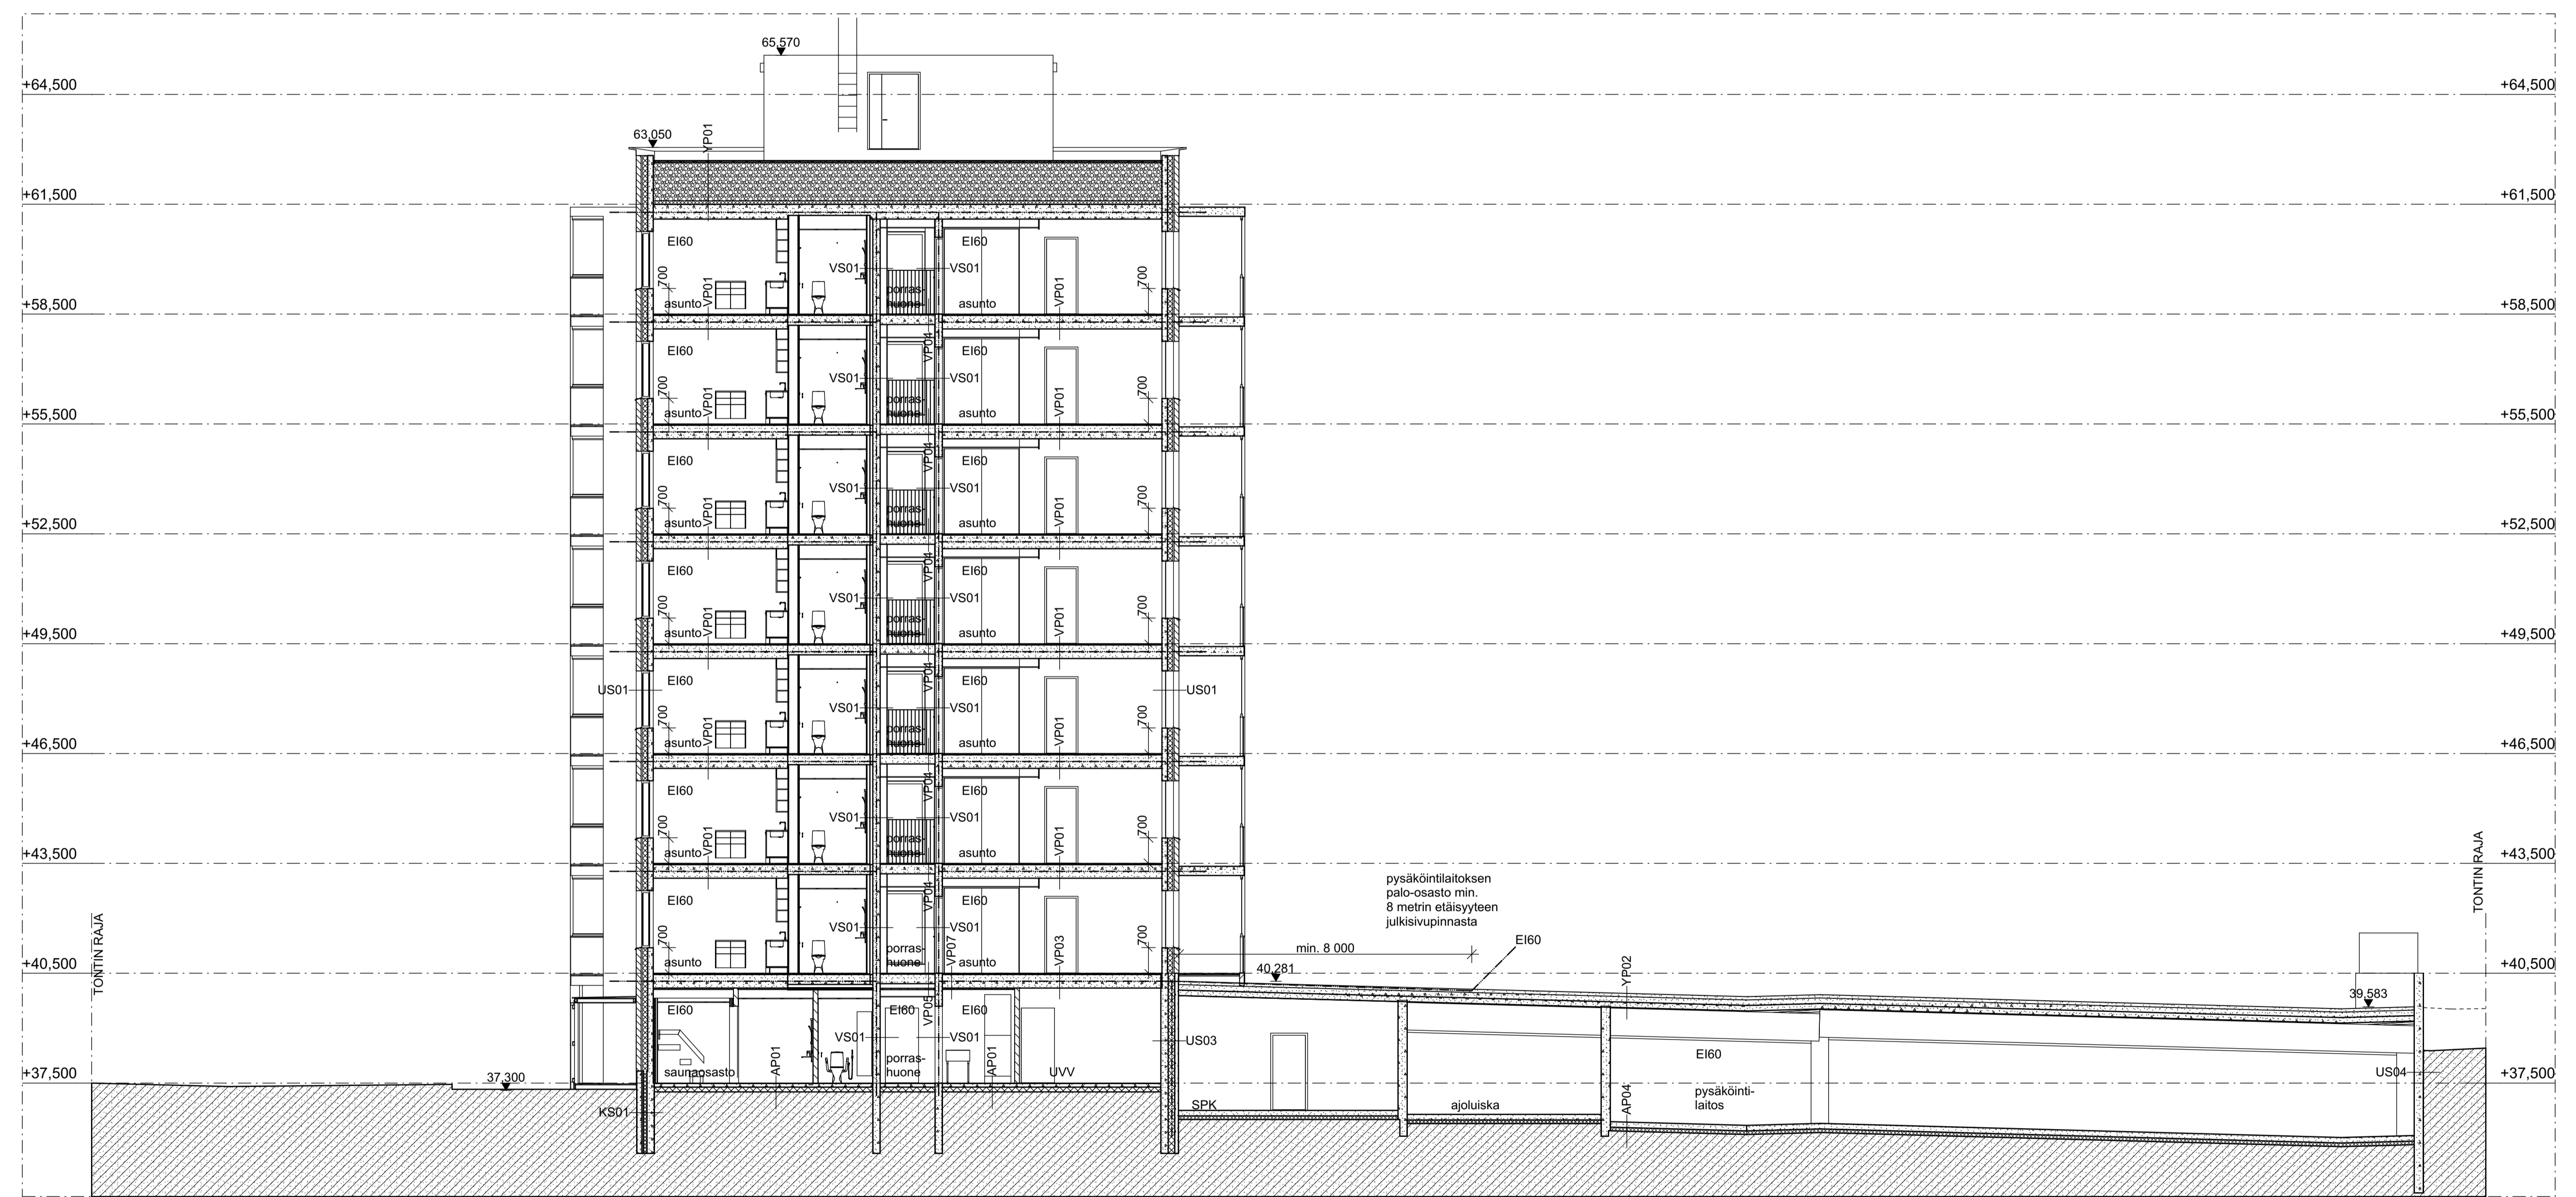 65,570
+64,500
+64,500
63,050
YP01
+61,500
+61,500
EI60
EI60
VS01
VS01
700
VP01
asunto
porras-
huone
asunto
VP01
700
+58,500
+58,500
EI60
VP04
EI60
VS01
VS01
700
VP01
asunto
porras-
huone
asunto
VP01
700
+55,500
+55,500
EI60
VP04
EI60
VS01
VS01
700
VP01
asunto
porras-
huone
asunto
VP01
700
+52,500
+52,500
EI60
VP04
EI60
VS01
VS01
700
VP01
asunto
porras-
huone
asunto
VP01
700
+49,500
+49,500
EI60
VP04
EI60
US01
US01
VS01
VS01
700
VP01
asunto
porras-
huone
asunto
VP01
700
+46,500
+46,500
EI60
VP04
EI60
VS01
VS01
700
VP01
asunto
porras-
huone
asunto
VP01
700
+43,500
+43,500
EI60
VP04
EI60
VS01
VS01
700
asunto
porras-
huone
VP07
asunto
VP03
700
pysäköintilaitoksen
palo-osasto min.
8 metrin etäisyyteen
julkisivupinnasta
EI60
min. 8 000
TONTIN RAJA
TONTIN RAJA
+40,500
+40,500
40,281
YP02
39,583
EI60
EI60
VP05
EI60
VS01
VS01
US03
saunaosasto
AP01
porras-
huone
AP01
UVV
EI60
US04
+37,500
+37,500
37,300
KS01
SPK
ajoluiska
AP04
pysäköinti-
laitos